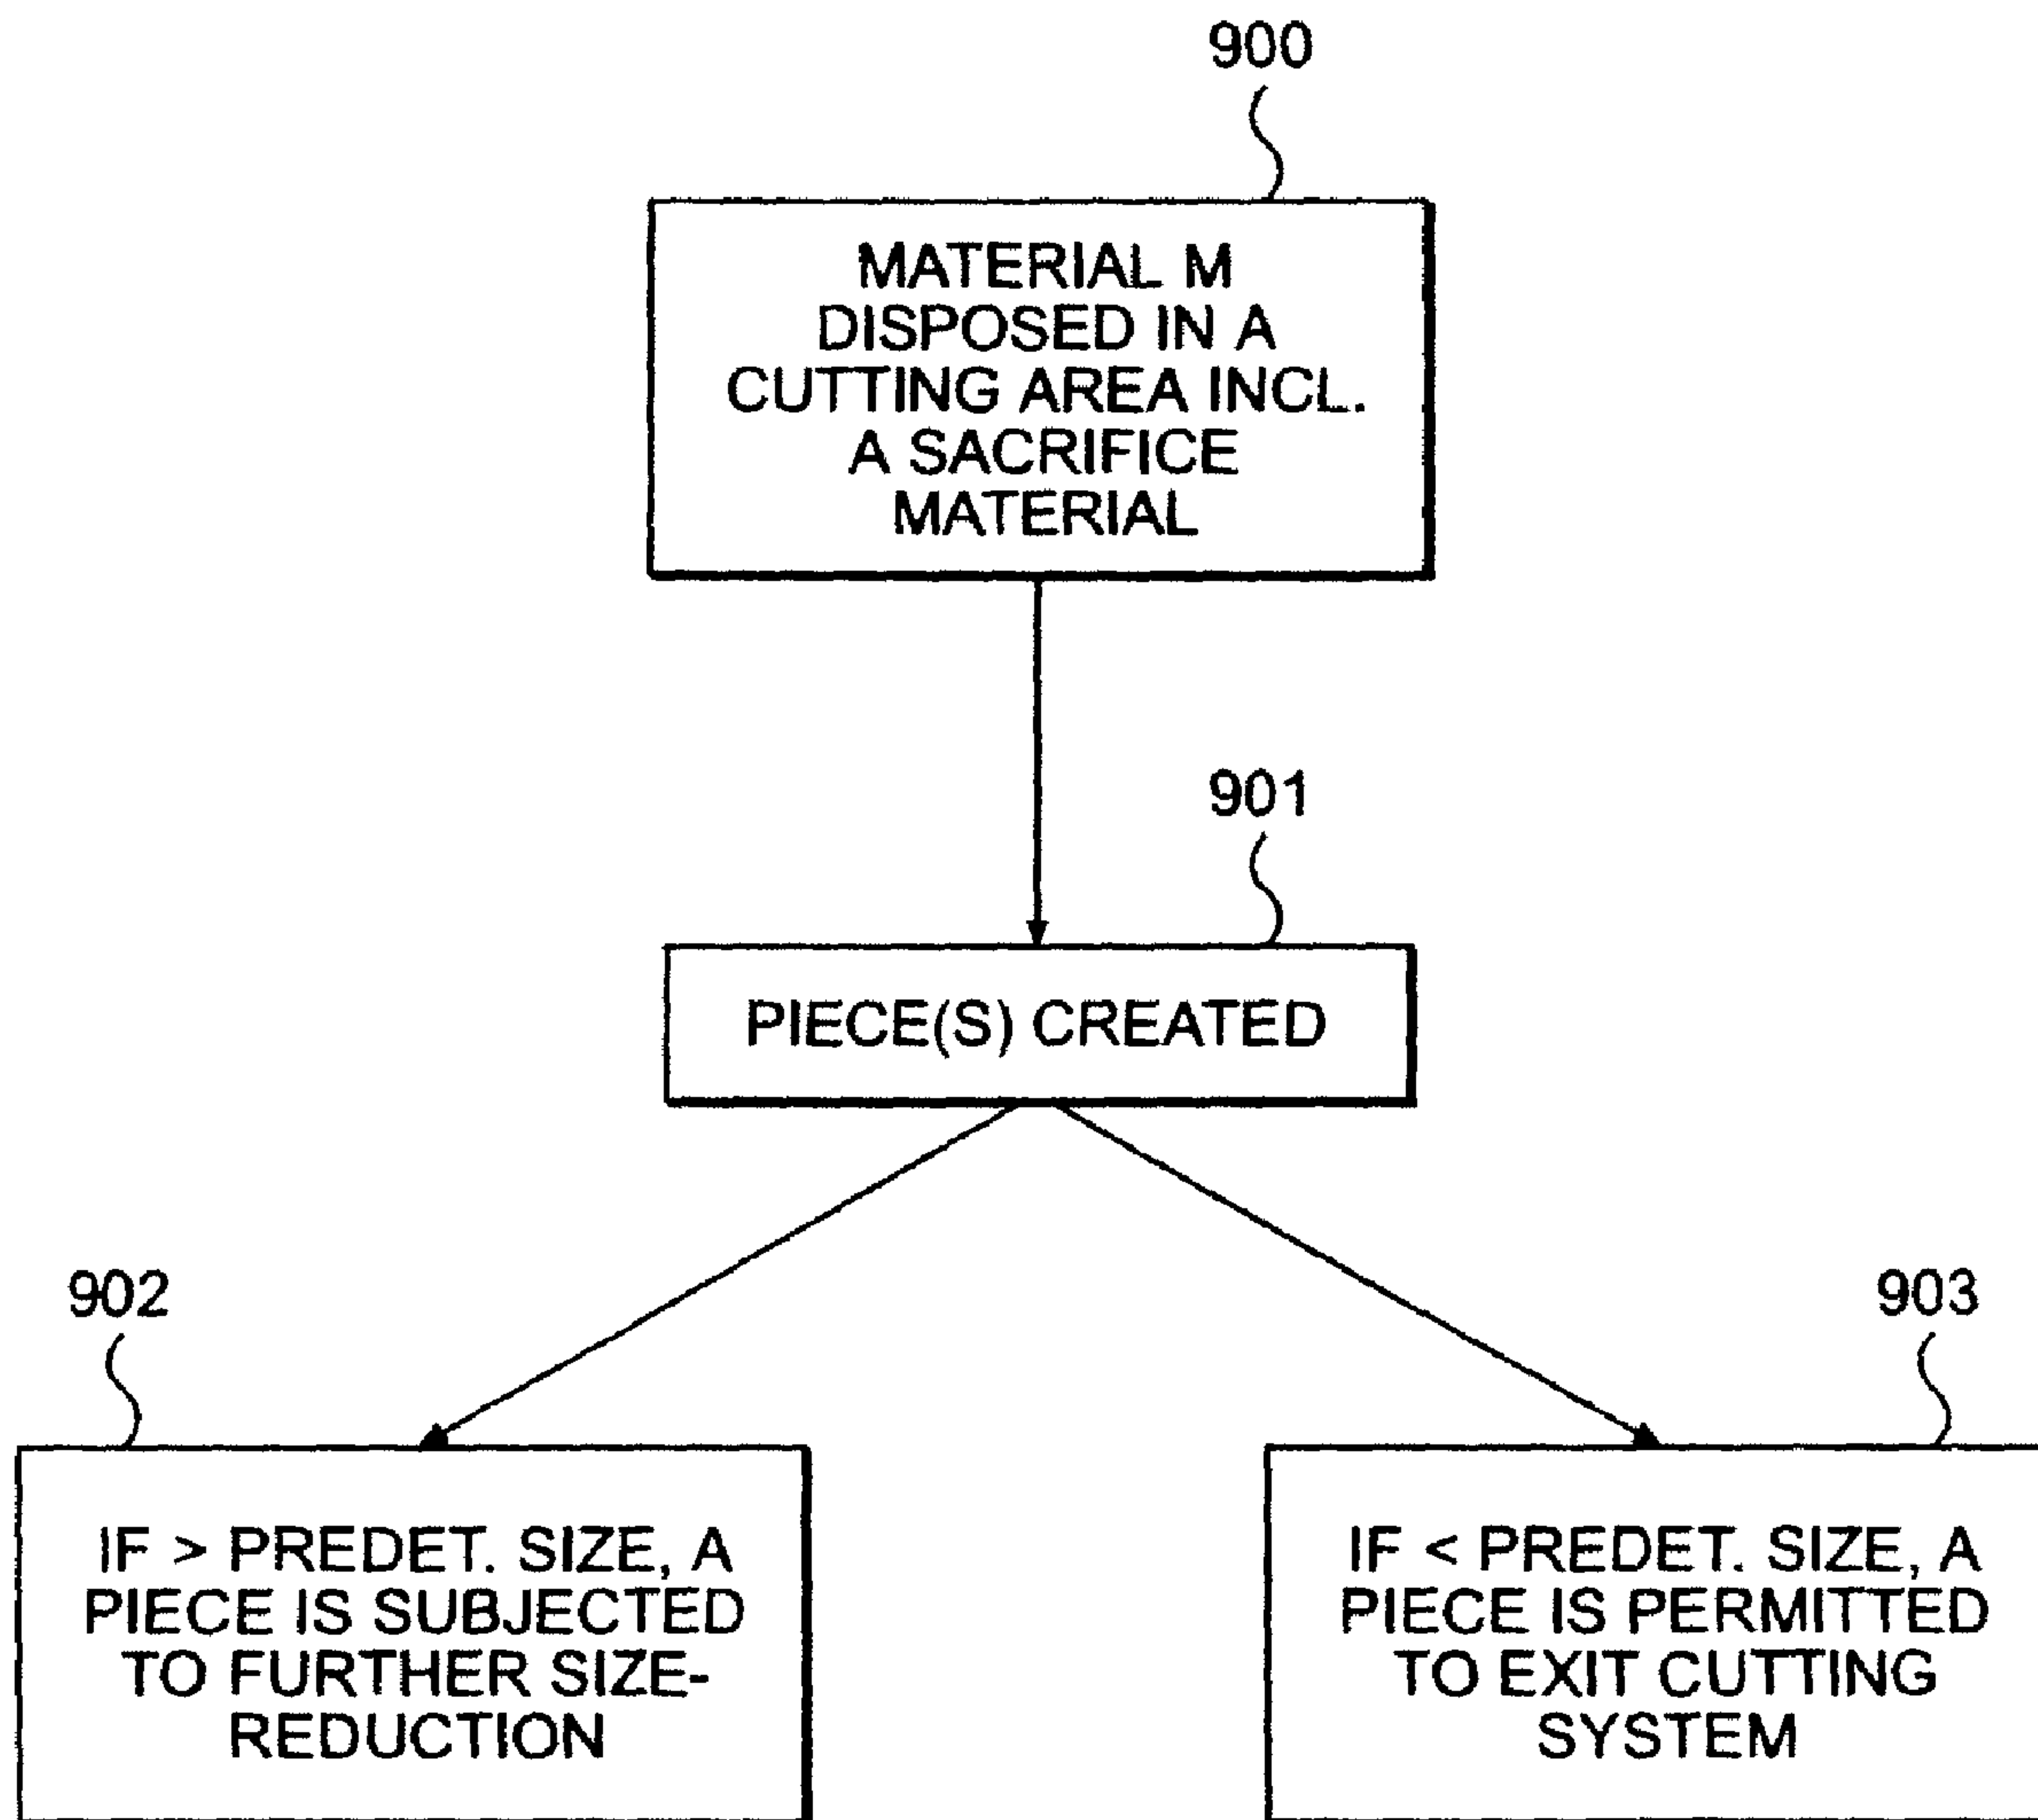 900
MATERIAL M
DISPOSED IN A
CUTTING AREA INCL.
A SACRIFICE
MATERIAL
901
PIECE(S) CREATED
902
IF > PREDET. SIZE, A
PIECE IS SUBJECTED
TO FURTHER SIZE-
REDUCTION
903
IF < PREDET. SIZE, A
PIECE IS PERMITTED
TO EXIT CUTTING
SYSTEM